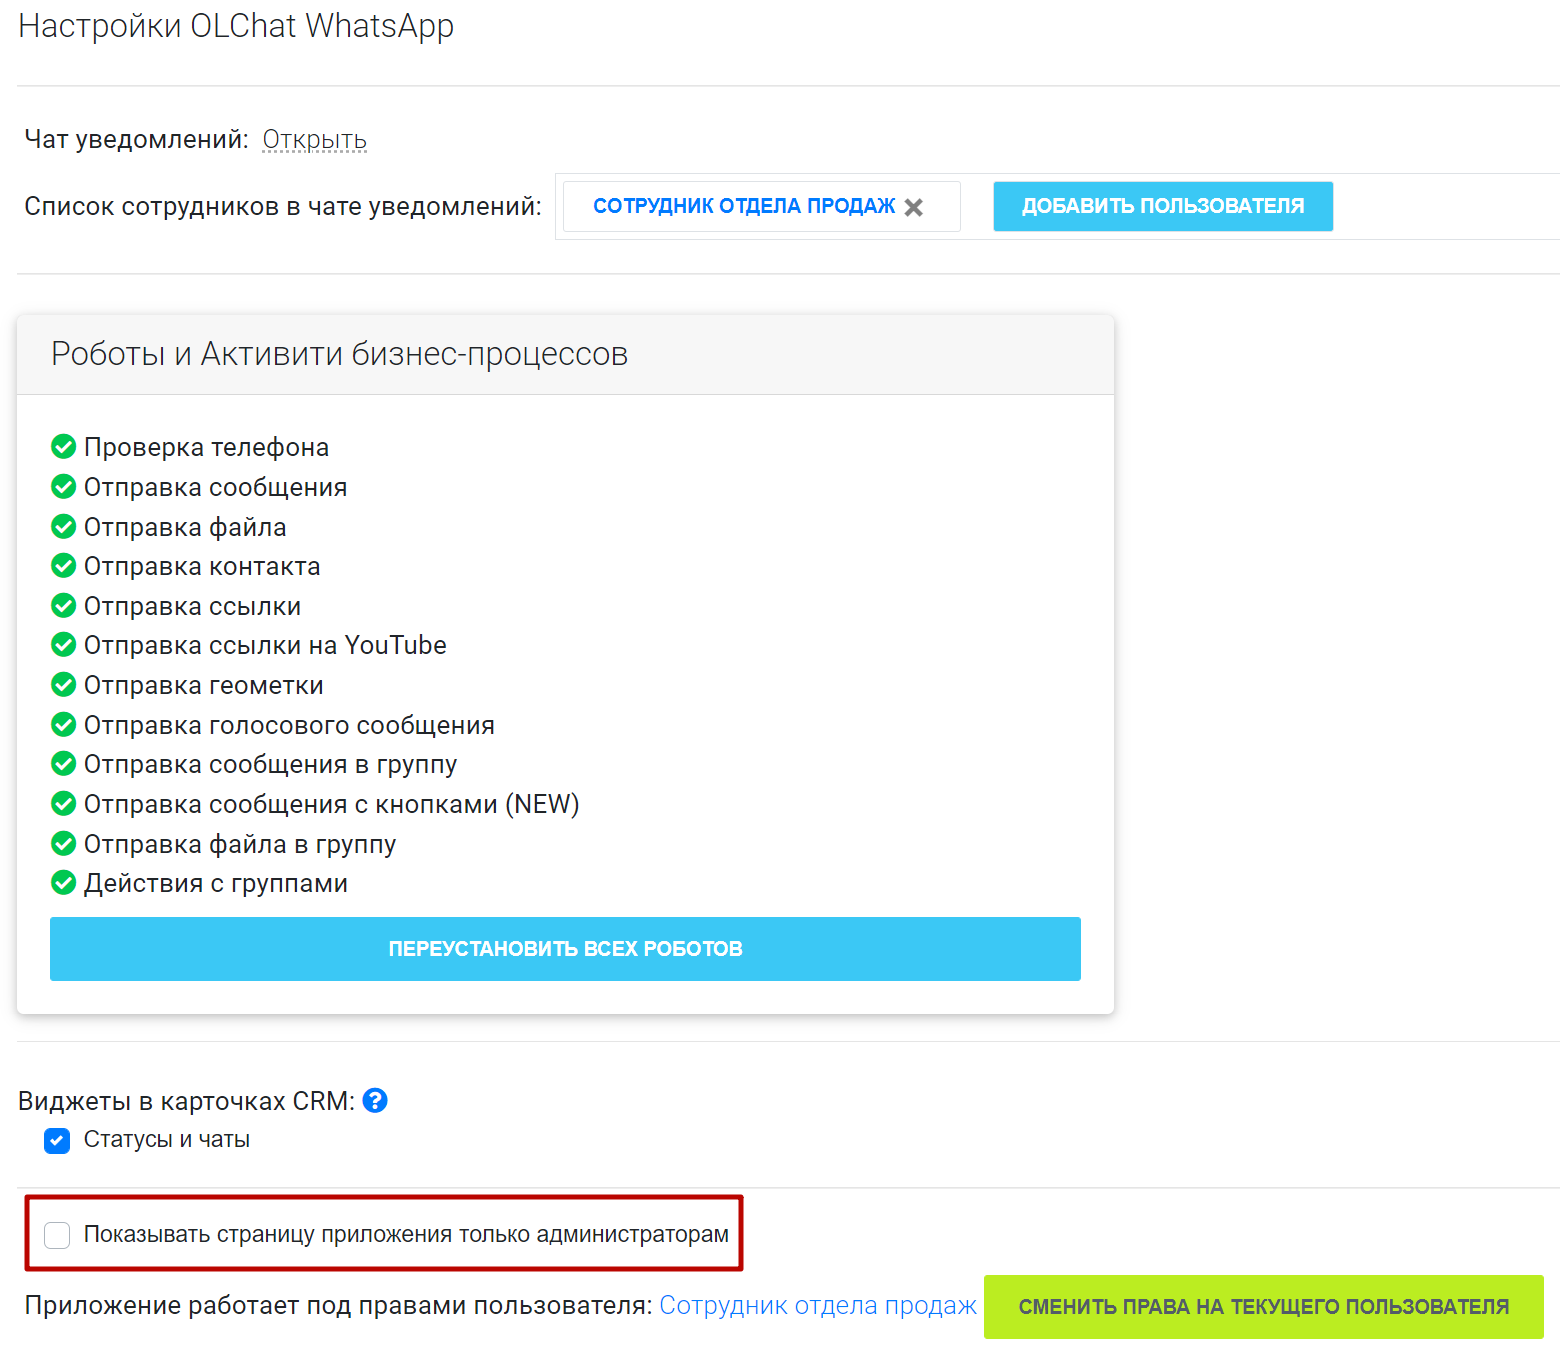 Настройки OLChat WhatsApp
Чат уведомлений: Открыть
Список сотрудников в чате уведомлений: СОТРУДНИК ОТДЕЛА ПРОДАЖ ДОБАВИТЬ ПОЛЬЗОВАТЕЛЯ
Роботы и Активити бизнес-процессов
Проверка телефона
Отправка сообщения
Отправка файла
Отправка контакта
Отправка ссылки
Отправка ссылки на YouTube
Отправка геометки
Отправка голосового сообщения
Отправка сообщения в группу
Отправка сообщения с кнопками (NEW)
Отправка файла в группу
Действия с группами
ПЕРЕУСТАНОВИТЬ ВСЕХ РОБОТОВ
Виджеты в карточках CRM: ?
Статусы и чаты
Показывать страницу приложения только администраторам
Приложение работает под правами пользователя: Сотрудник отдела продаж СМЕНИТЬ ПРАВА НА ТЕКУЩЕГО ПОЛЬЗОВАТЕЛЯ